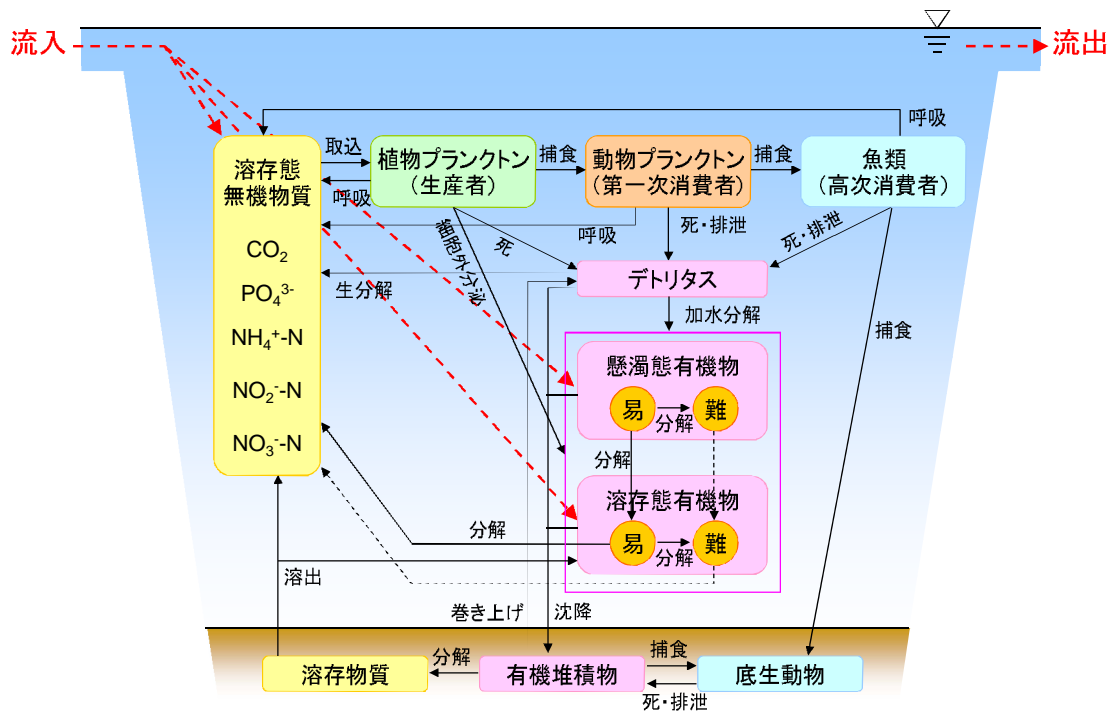 流入
流出
呼吸
溶存態
無機物質
CO₂
PO₄³⁻
NH₄⁺-N
NO₂⁻-N
NO₃⁻-N
取込
呼吸
植物プランクトン
（生産者）
捕食
動物プランクトン
（第一次消費者）
捕食
魚類
（高次消費者）
細胞外分泌
死
呼吸
死・排泄
死・排泄
デトリタス
生分解
加水分解
捕食
懸濁態有機物
易
分解
難
分解
溶存態有機物
易
分解
難
分解
溶出
巻き上げ
沈降
溶存物質
分解
有機堆積物
捕食
死・排泄
底生動物